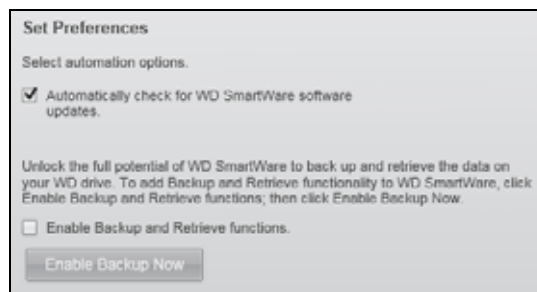 Set Preferences
Select automation options.
Automatically check for WD SmartWare software
updates.
Unlock the full potential of WD SmartWare to back up and retrieve the data on
your WD drive. To add Backup and Retrieve functionality to WD SmartWare, click
Enable Backup and Retrieve functions; then click Enable Backup Now.
Enable Backup and Retrieve functions.
Enable Backup Now